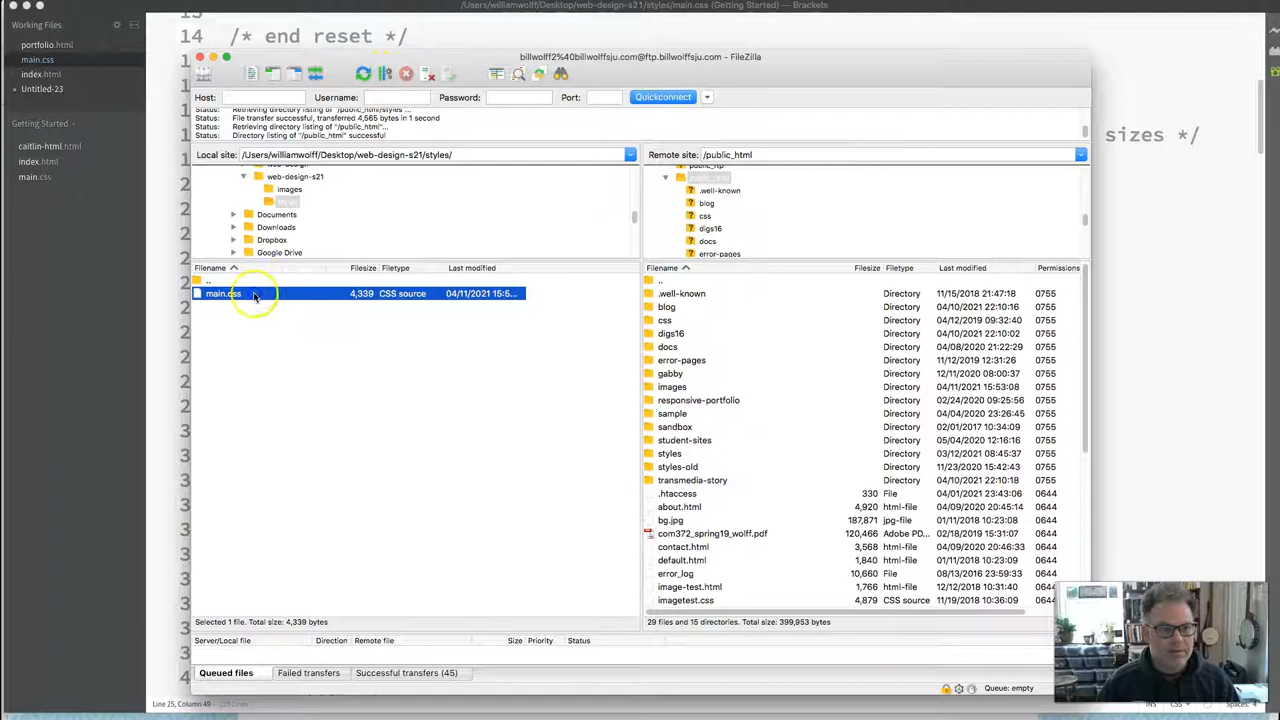 /Users/williamwolff/Desktop/web-design-s21/styles/main.css (Getting Started) — Brackets
Working Files
portfolio.html
main.css
index.html
Untitled-23
Getting Started: -
caitlin-html.html
index.html
main.css
14 /* end reset */
sizes */
billwolff2%40billwolffsju.com@ftp.billwolffsju.com - FileZilla
Host: Username: Password: Port: Quickconnect
Status: Retrieving directory listing of "/public_html/styles"...
Status: File transfer successful, transferred 4,565 bytes in 1 second
Status: Retrieving directory listing of "/public_html"...
Status: Directory listing of "/public_html" successful
Local site: /Users/williamwolff/Desktop/web-design-s21/styles/
web-design-s21
images
Documents
Downloads
Dropbox
Google Drive
Filename Filesize Filetype Last modified
..
main.css 4,339 CSS source 04/11/2021 15:5...
Selected 1 file. Total size: 4,339 bytes
Remote site: /public_html
.well-known
blog
css
digs16
docs
error-pages
Filename Filesize Filetype Last modified Permissions
..
.well-known Directory 11/15/2018 21:47:18 0755
blog Directory 04/10/2021 22:10:16 0755
css Directory 04/12/2019 09:32:40 0755
digs16 Directory 04/10/2021 22:10:02 0755
docs Directory 04/08/2020 21:22:29 0755
error-pages Directory 11/12/2019 12:31:26 0755
gabby Directory 12/11/2020 08:00:37 0755
images Directory 04/11/2021 15:53:08 0755
responsive-portfolio Directory 02/24/2020 09:25:56 0755
sample Directory 04/04/2020 23:26:45 0755
sandbox Directory 02/01/2017 10:34:09 0755
student-sites Directory 05/04/2020 12:16:16 0755
styles Directory 03/12/2021 08:45:37 0755
styles-old Directory 11/23/2020 15:42:43 0755
transmedia-story Directory 04/10/2021 22:10:18 0755
.htaccess 330 File 04/01/2021 23:43:06 0644
about.html 4,920 html-file 04/09/2020 20:45:14 0644
bg.jpg 187,871 jpg-file 01/11/2018 10:23:08 0644
com372_spring19_wolff.pdf 120,466 Adobe PD... 02/18/2019 15:31:07 0644
contact.html 3,568 html-file 04/09/2020 20:46:33 0644
default.html 1,840 html-file 01/11/2018 10:23:09 0644
error_log 10,660 File 08/13/2016 23:59:33 0644
image-test.html 1,766 html-file 12/12/2018 10:31:40 0644
imagetest.css 4,879 CSS source 11/19/2018 10:36:09 0644
29 files and 15 directories. Total size: 399,953 bytes
Server/Local file Direction Remote file Size Priority Status
Queued files Failed transfers Successful transfers (45)
Queue: empty
Line 25, Column 49
INS CSS Spaces: 4